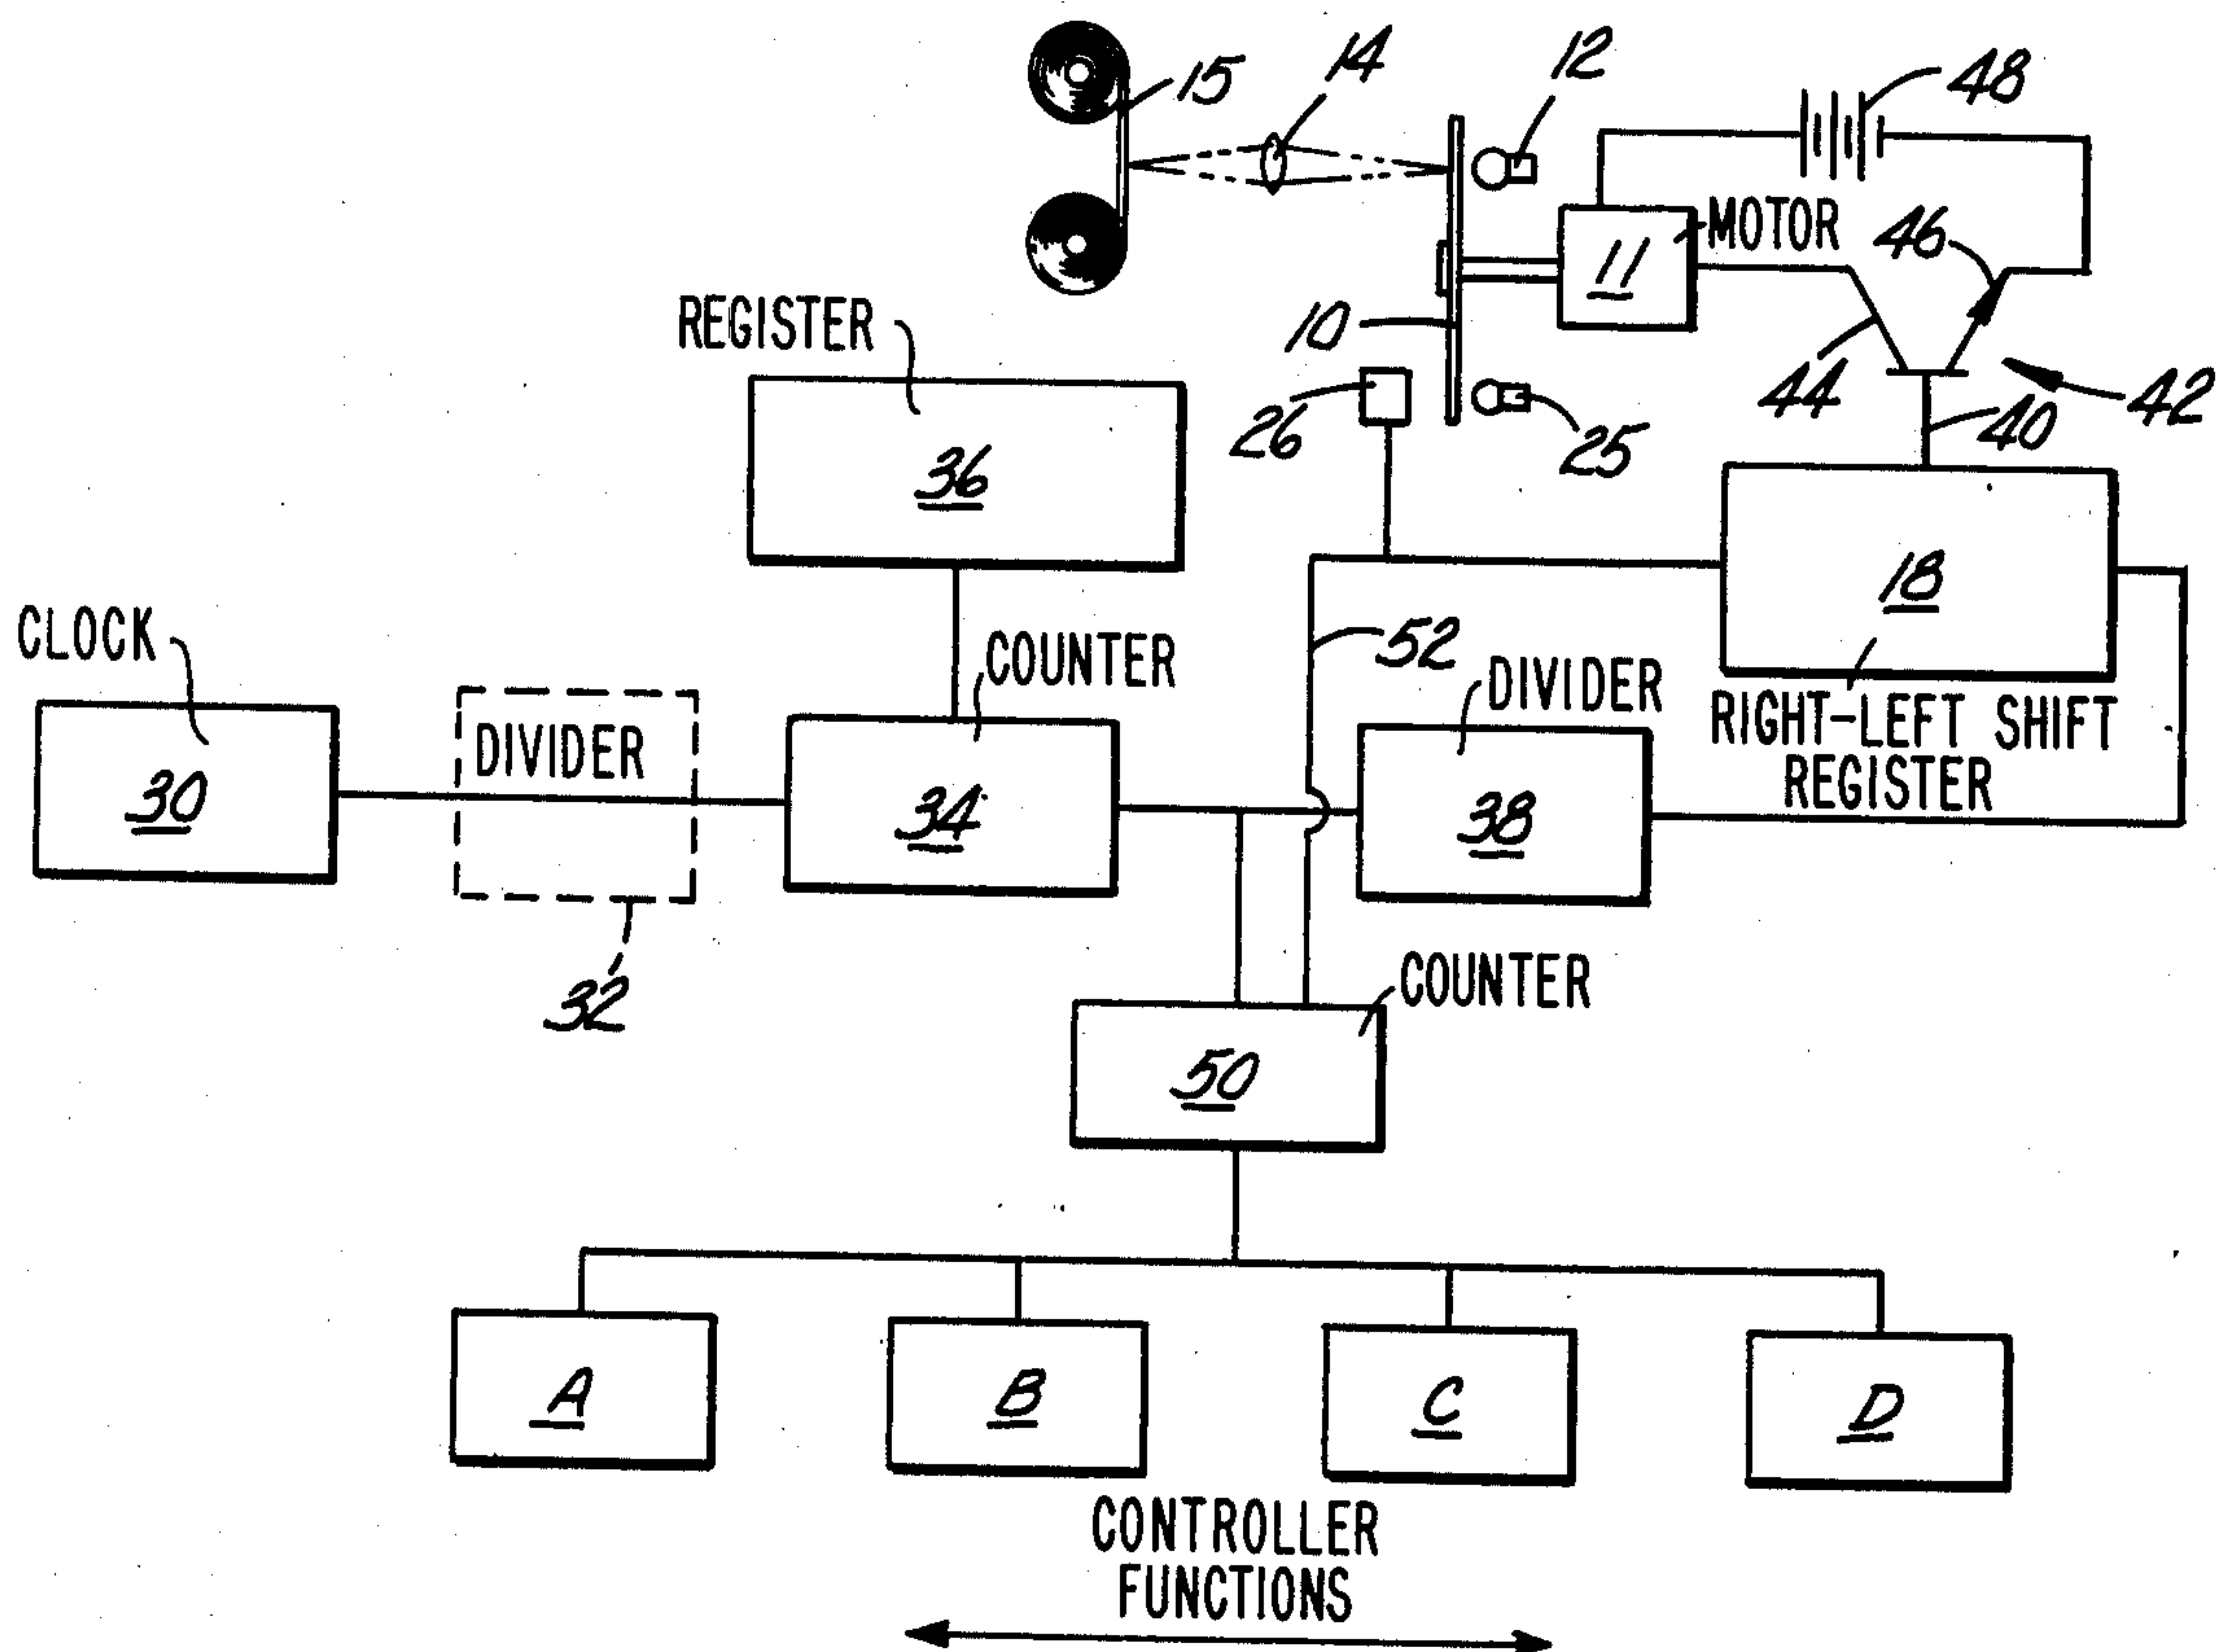 15
14
12
48
MOTOR
46
11
REGISTER
10
44
42
26
25
40
36
18
CLOCK
COUNTER
52
DIVIDER
RIGHT-LEFT SHIFT
REGISTER
DIVIDER
30
34
38
32
COUNTER
50
A
B
C
D
CONTROLLER
FUNCTIONS